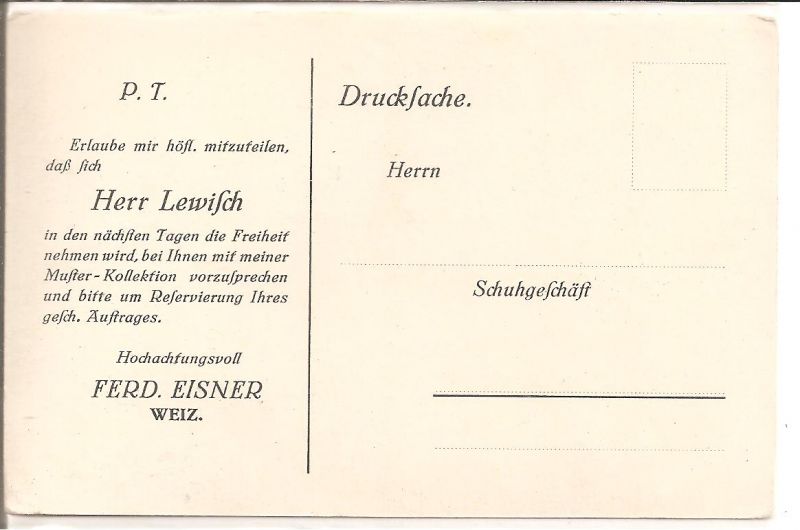 P. T.
Erlaube mir höfl. mitzuteilen,
daß ſich
Herr Lewiſch
in den nächſten Tagen die Freiheit
nehmen wird, bei Ihnen mit meiner
Muſter-Kollektion vorzuſprechen
und bitte um Reſervierung Ihres
geſch. Auftrages.
Hochachtungsvoll
FERD. EISNER
WEIZ.
Druckſache.
Herrn
Schuhgeſchäft